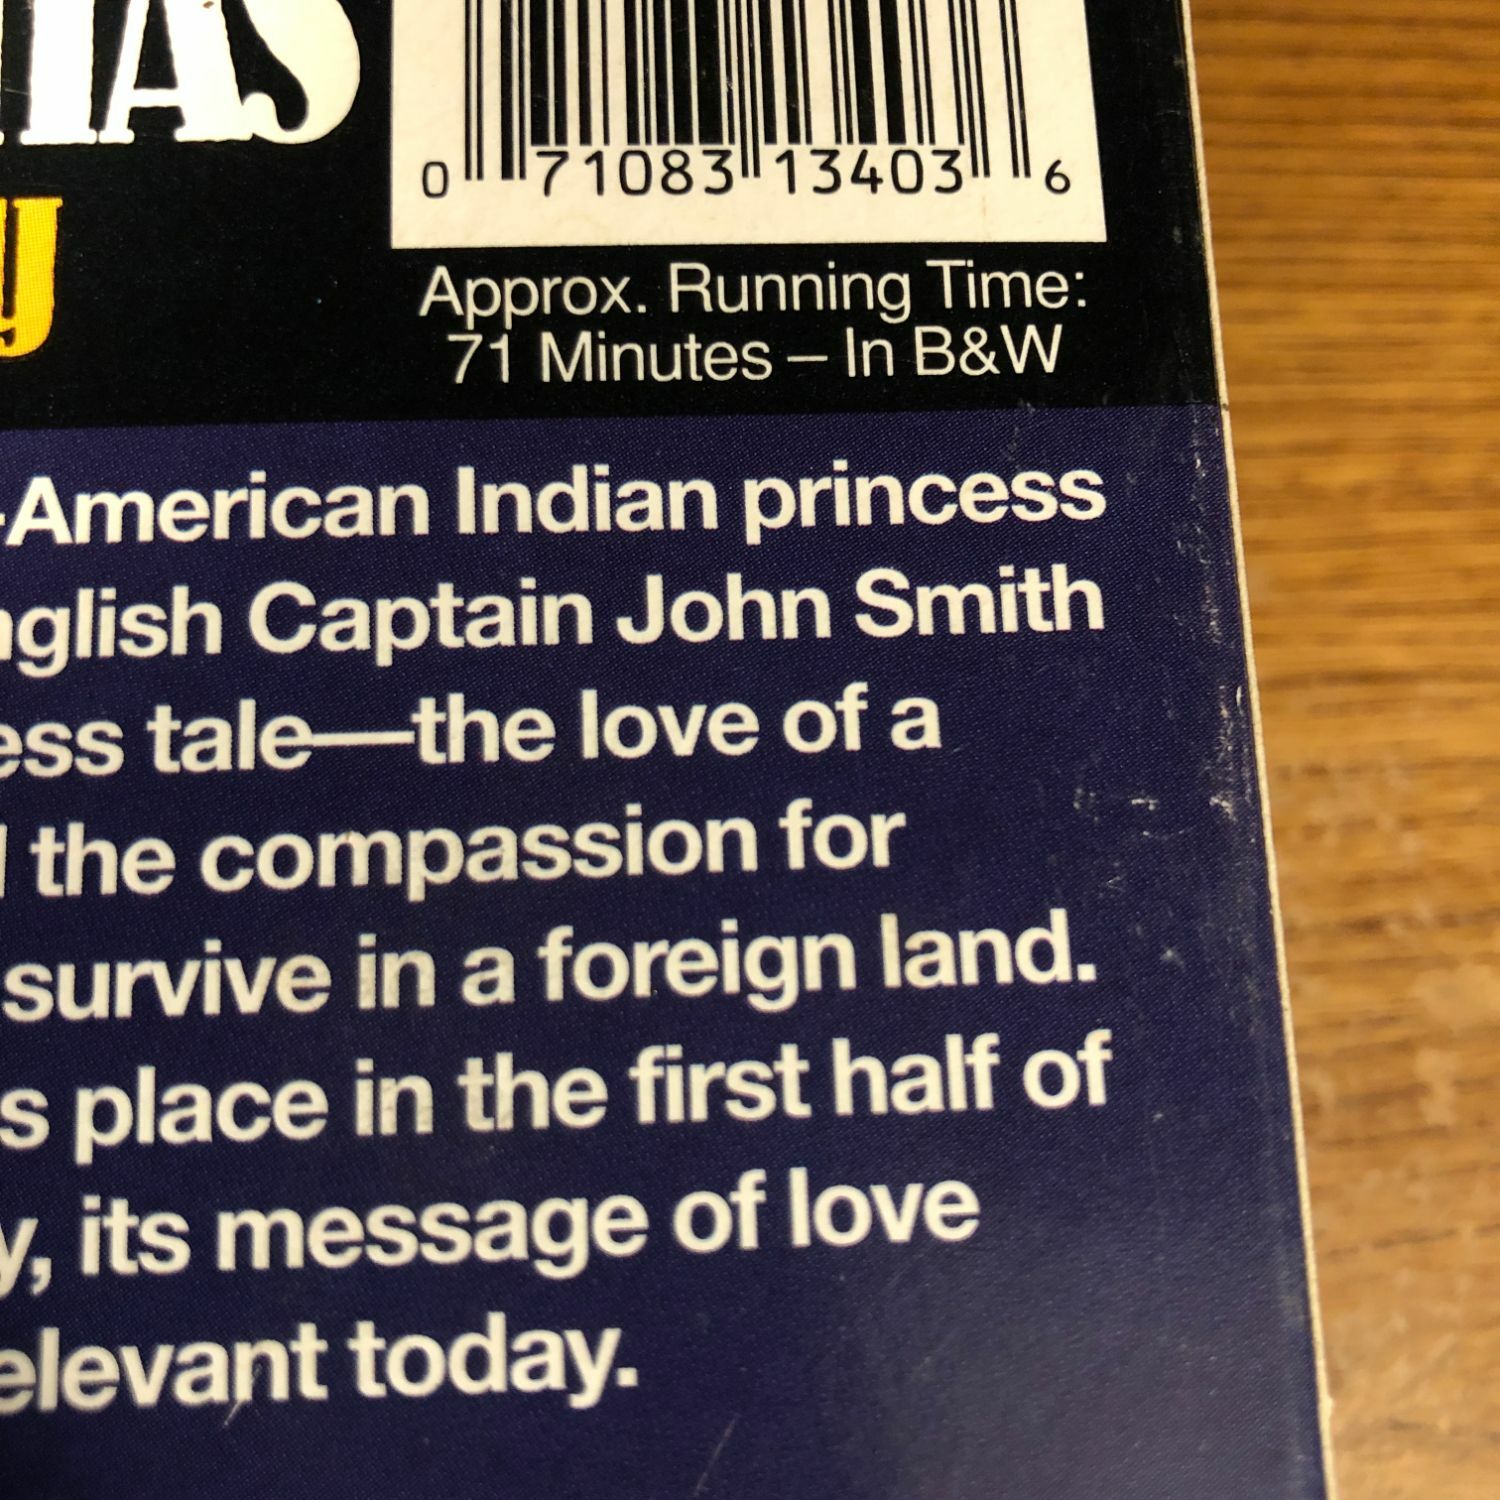 0 71083 13403 6
Approx. Running Time:
71 Minutes – In B&W
-American Indian princess
Captain John Smith
tale—the love of a
the compassion for
survive in a foreign land.
place in the first half of
its message of love
today.